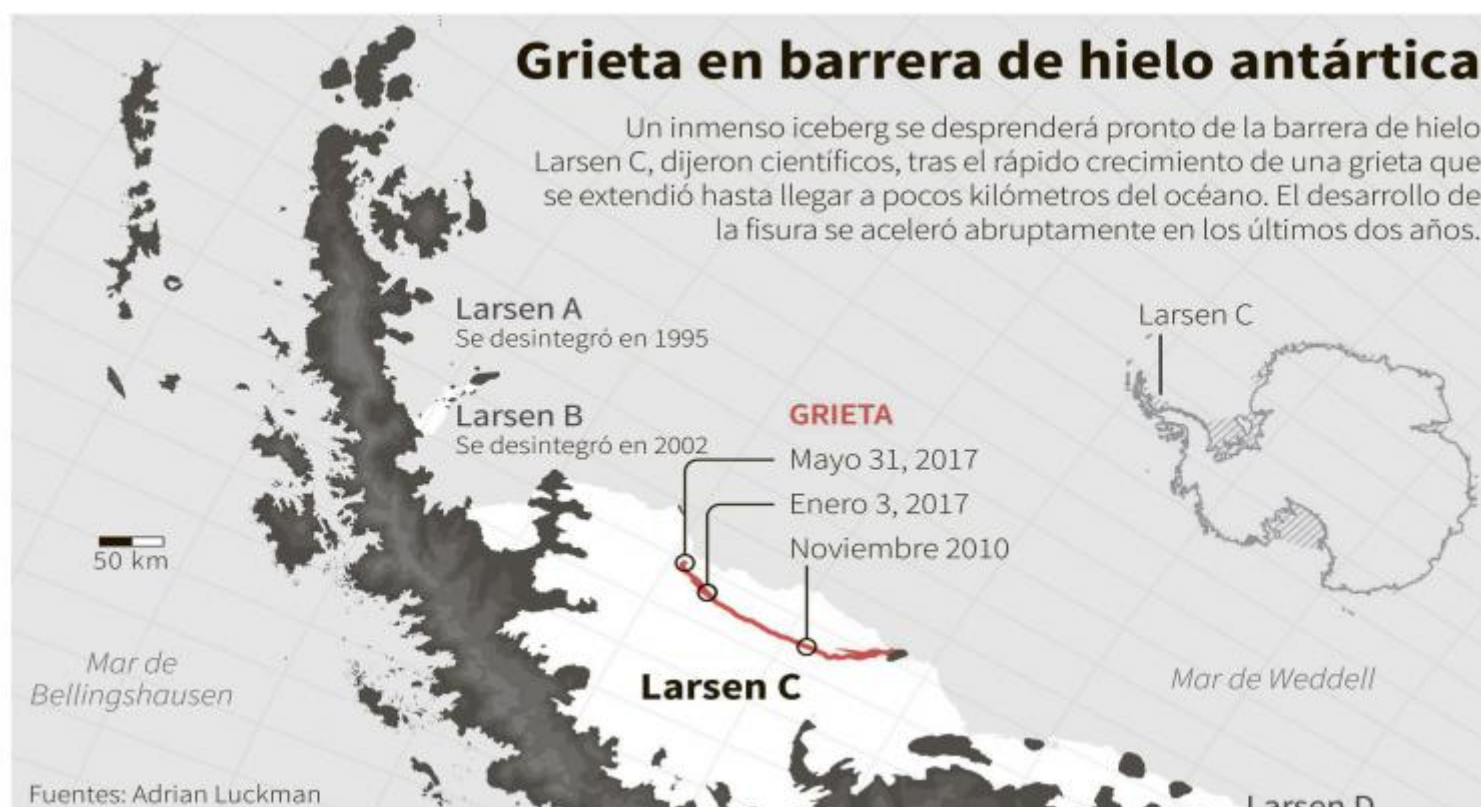 Grieta en barrera de hielo antártica
Un inmenso iceberg se desprenderá pronto de la barrera de hielo
Larsen C, dijeron científicos, tras el rápido crecimiento de una grieta que
se extendió hasta llegar a pocos kilómetros del océano. El desarrollo de
la fisura se aceleró abruptamente en los últimos dos años.
Larsen A
Se desintegró en 1995
Larsen C
Larsen B
Se desintegró en 2002
GRIETA
Mayo 31, 2017
Enero 3, 2017
Noviembre 2010
50 km
Mar de
Bellingshausen
Larsen C
Mar de Weddell
Fuentes: Adrian Luckman
Larsen D